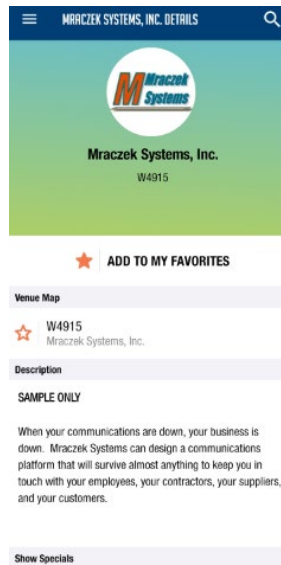 MRACZEK SYSTEMS, INC. DETAILS
Mraczek
Systems
Mraczek Systems, Inc.
W4915
ADD TO MY FAVORITES
Venue Map
W4915
Mraczek Systems, Inc.
Description
SAMPLE ONLY
When your communications are down, your business is
down.  Mraczek Systems can design a communications
platform that will survive almost anything to keep you in
touch with your employees, your contractors, your suppliers,
and your customers.
Show Specials